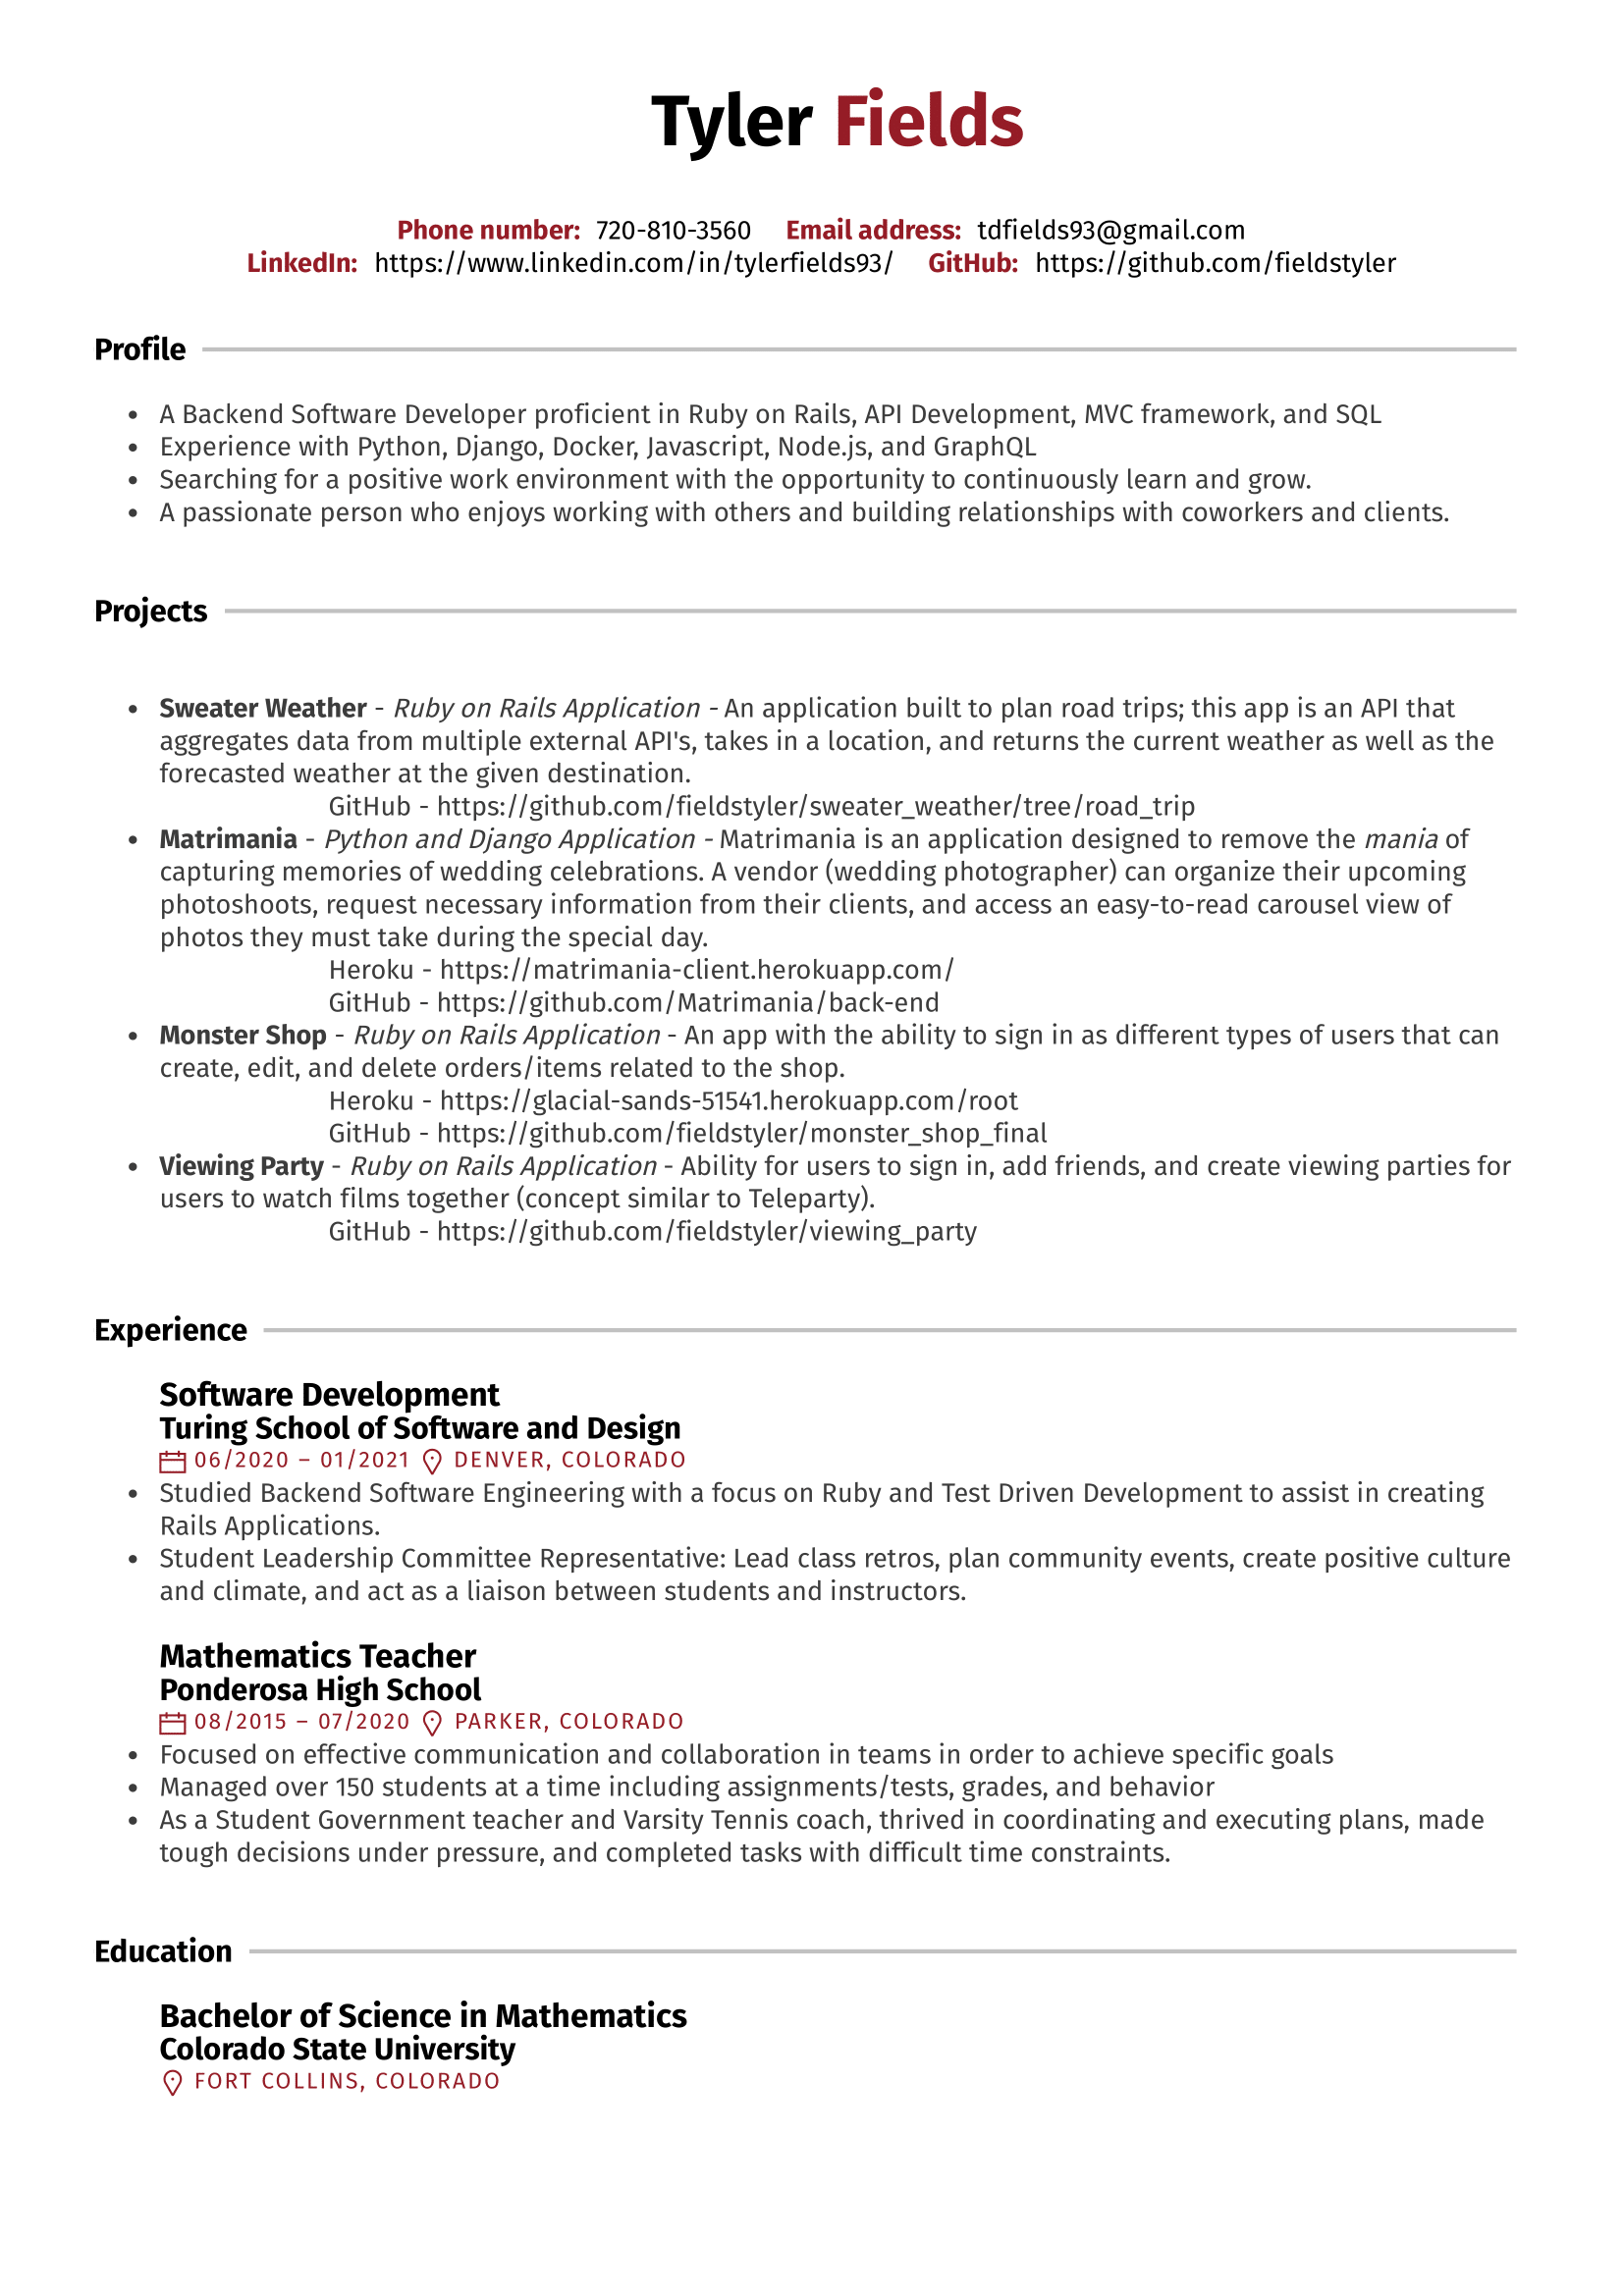 Tyler Fields
Phone number: 720-810-3560 Email address: tdfields93@gmail.com
LinkedIn: https://www.linkedin.com/in/tylerfields93/ GitHub: https://github.com/fieldstyler
Profile
• A Backend Software Developer proficient in Ruby on Rails, API Development, MVC framework, and SQL
• Experience with Python, Django, Docker, Javascript, Node.js, and GraphQL
• Searching for a positive work environment with the opportunity to continuously learn and grow.
• A passionate person who enjoys working with others and building relationships with coworkers and clients.
Projects
• Sweater Weather - Ruby on Rails Application - An application built to plan road trips; this app is an API that
aggregates data from multiple external API's, takes in a location, and returns the current weather as well as the
forecasted weather at the given destination.
GitHub - https://github.com/fieldstyler/sweater_weather/tree/road_trip
• Matrimania - Python and Django Application - Matrimania is an application designed to remove the mania of
capturing memories of wedding celebrations. A vendor (wedding photographer) can organize their upcoming
photoshoots, request necessary information from their clients, and access an easy-to-read carousel view of
photos they must take during the special day.
Heroku - https://matrimania-client.herokuapp.com/
GitHub - https://github.com/Matrimania/back-end
• Monster Shop - Ruby on Rails Application - An app with the ability to sign in as different types of users that can
create, edit, and delete orders/items related to the shop.
Heroku - https://glacial-sands-51541.herokuapp.com/root
GitHub - https://github.com/fieldstyler/monster_shop_final
• Viewing Party - Ruby on Rails Application - Ability for users to sign in, add friends, and create viewing parties for
users to watch films together (concept similar to Teleparty).
GitHub - https://github.com/fieldstyler/viewing_party
Experience
Software Development
Turing School of Software and Design
06/2020 – 01/2021 DENVER, COLORADO
• Studied Backend Software Engineering with a focus on Ruby and Test Driven Development to assist in creating
Rails Applications.
• Student Leadership Committee Representative: Lead class retros, plan community events, create positive culture
and climate, and act as a liaison between students and instructors.
Mathematics Teacher
Ponderosa High School
08/2015 – 07/2020 PARKER, COLORADO
• Focused on effective communication and collaboration in teams in order to achieve specific goals
• Managed over 150 students at a time including assignments/tests, grades, and behavior
• As a Student Government teacher and Varsity Tennis coach, thrived in coordinating and executing plans, made
tough decisions under pressure, and completed tasks with difficult time constraints.
Education
Bachelor of Science in Mathematics
Colorado State University
FORT COLLINS, COLORADO